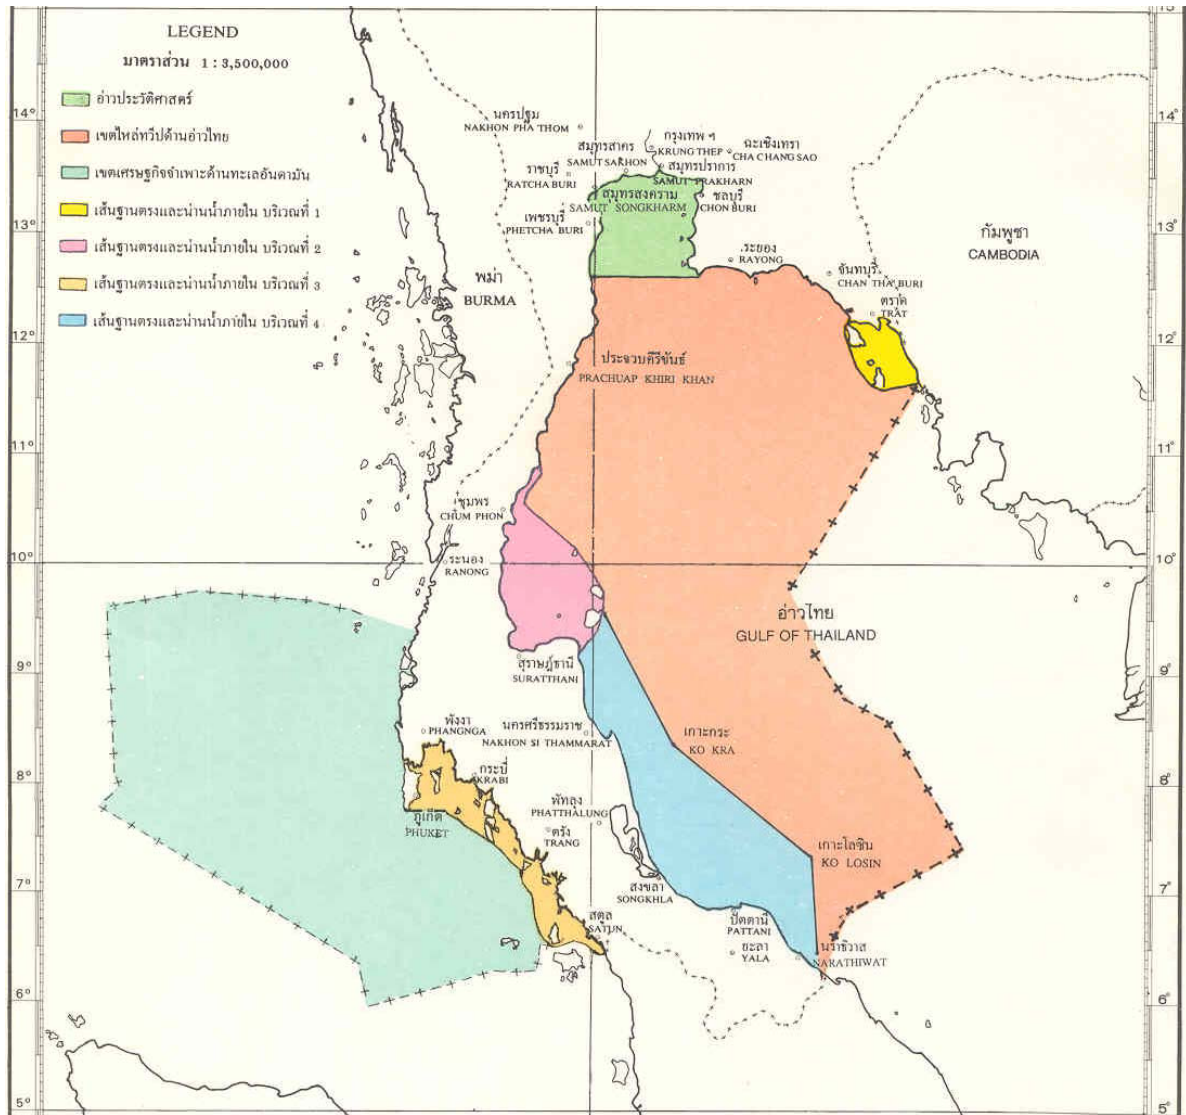 LEGEND
มาตราส่วน 1 : 3,500,000
อ่าวประวัติศาสตร์
เขตไหล่ทวีปด้านอ่าวไทย
เขตเศรษฐกิจจำเพาะด้านทะเลอันดามัน
เส้นฐานตรงและน่านน้ำภายใน บริเวณที่ 1
เส้นฐานตรงและน่านน้ำภายใน บริเวณที่ 2
เส้นฐานตรงและน่านน้ำภายใน บริเวณที่ 3
เส้นฐานตรงและน่านน้ำภายใน บริเวณที่ 4
15
14°
14°
13°
13°
12°
12°
11°
11°
10°
10°
9°
9°
8°
8°
7°
7°
6°
6°
5°
5°
นครปฐม
NAKHON PHA THOM
สมุทรสาคร
SAMUT SAKHON
กรุงเทพ ฯ
KRUNG THEP
ฉะเชิงเทรา
CHA CHANG SAO
ราชบุรี
RATCHA BURI
สมุทรปราการ
SAMUT PRAKHARN
สมุทรสงคราม
SAMUT SONGKHARM
ชลบุรี
CHON BURI
เพชรบุรี
PHETCHA BURI
ระยอง
RAYONG
จันทบุรี
CHAN THA BURI
ตราด
TRAT
กัมพูชา
CAMBODIA
พม่า
BURMA
ประจวบคีรีขันธ์
PRACHUAP KHIRI KHAN
ชุมพร
CHUM PHON
ระนอง
RANONG
อ่าวไทย
GULF OF THAILAND
สุราษฎ์ธานี
SURATTHANI
พังงา
PHANGNGA
นครศรีธรรมราช
NAKHON SI THAMMARAT
เกาะกระ
KO KRA
กระบี่
KRABI
พัทลุง
PHATTHALUNG
ภูเก็ต
PHUKET
ตรัง
TRANG
เกาะโลซิน
KO LOSIN
สงขลา
SONGKHLA
สตูล
SATUN
ปัตตานี
PATTANI
ยะลา
YALA
นราธิวาส
NARATHIWAT